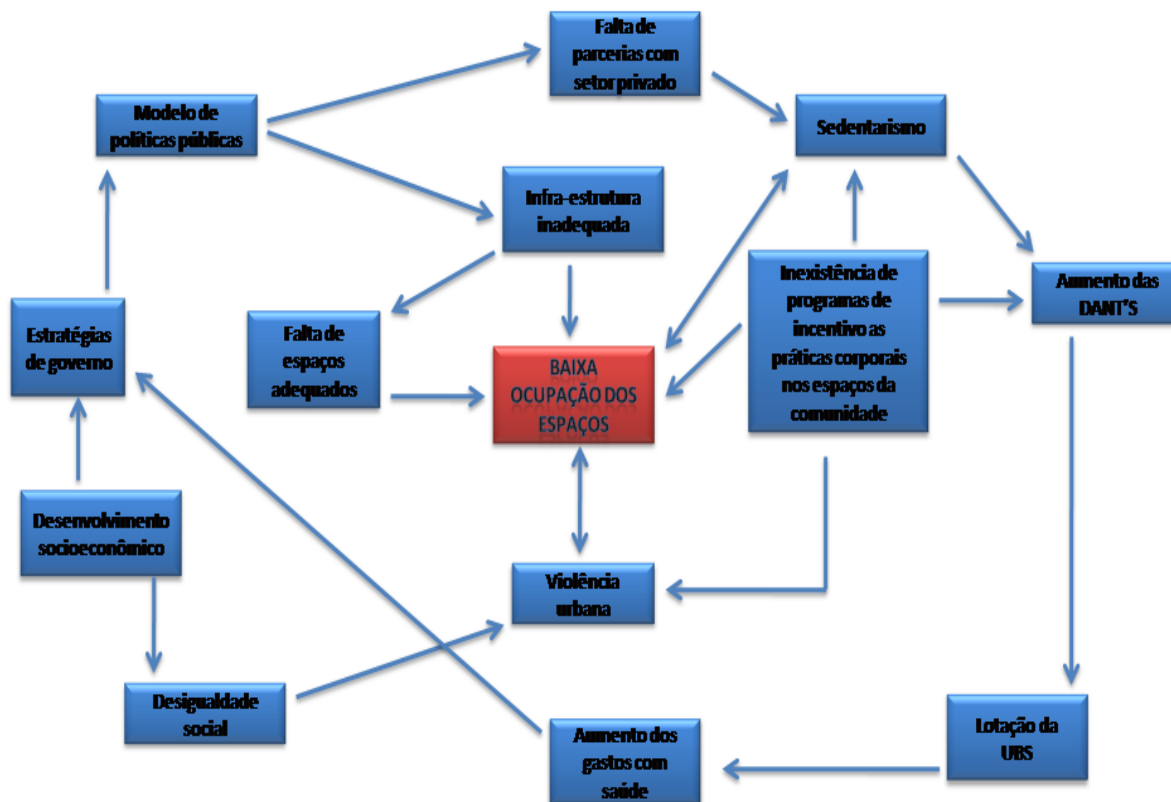 Falta de
parcerias com
setor privado
Modelo de
políticas públicas
Sedentarismo
Infra-estrutura
inadequada
Inexistência de
programas de
incentivo as
práticas corporais
nos espaços da
comunidade
Aumento das
DANT'S
Estratégias
de governo
Falta de
espaços
adequados
BAIXA
OCUPAÇÃO DOS
ESPAÇOS
Desenvolvimento
socioeconômico
Violência
urbana
Desigualdade
social
Aumento dos
gastos com
saúde
Lotação da
UBS